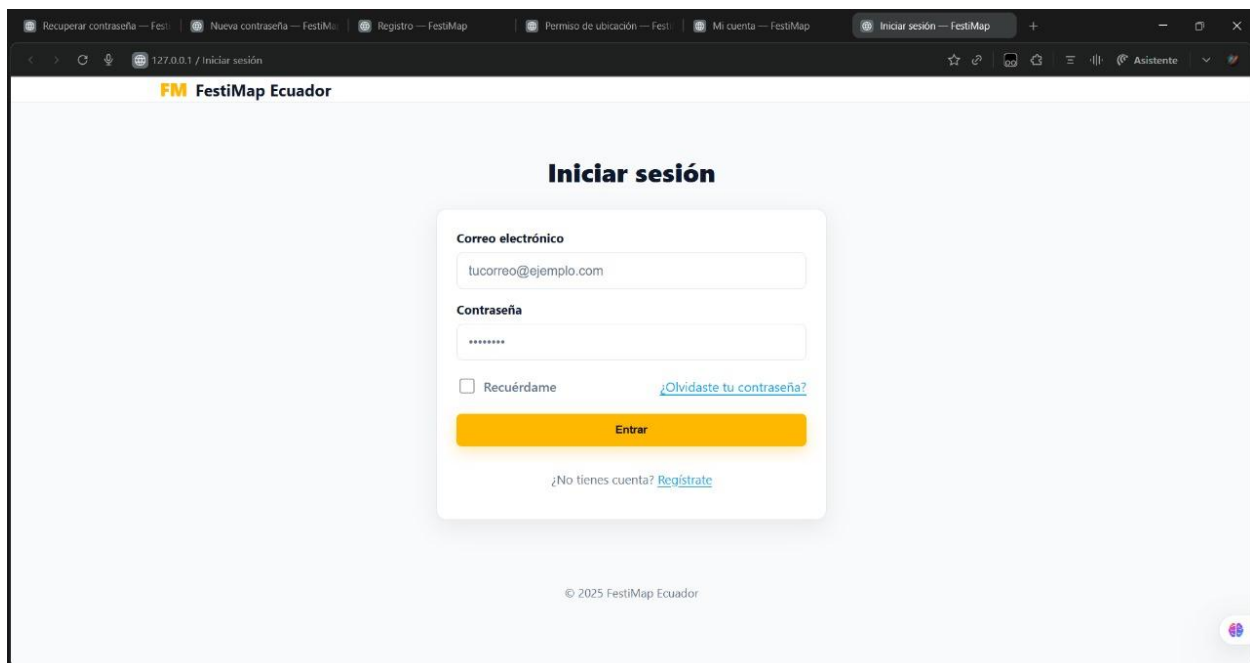 Recuperar contraseña — Festi
Nueva contraseña — FestiMa
Registro — FestiMap
Permiso de ubicación — Festi
Mi cuenta — FestiMap
Iniciar sesión — FestiMap
127.0.0.1 / Iniciar sesión
Asistente
FM FestiMap Ecuador
Iniciar sesión
Correo electrónico
tucorreo@ejemplo.com
Contraseña
••••••••
Recuérdame
¿Olvidaste tu contraseña?
Entrar
¿No tienes cuenta? Regístrate
© 2025 FestiMap Ecuador